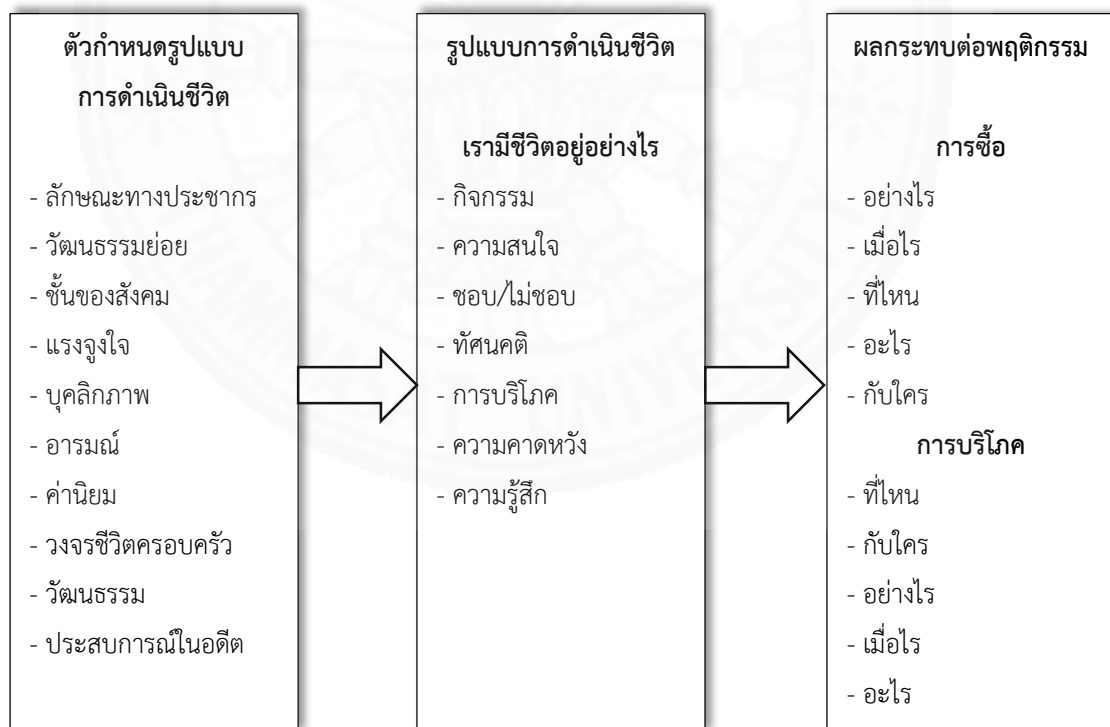 ตัวกำหนดรูปแบบ
การดำเนินชีวิต
- ลักษณะทางประชากร
- วัฒนธรรมย่อย
- ชั้นของสังคม
- แรงจูงใจ
- บุคลิกภาพ
- อารมณ์
- ค่านิยม
- วงจรชีวิตครอบครัว
- วัฒนธรรม
- ประสบการณ์ในอดีต
รูปแบบการดำเนินชีวิต
เรามีชีวิตอยู่อย่างไร
- กิจกรรม
- ความสนใจ
- ชอบ/ไม่ชอบ
- ทัศนคติ
- การบริโภค
- ความคาดหวัง
- ความรู้สึก
ผลกระทบต่อพฤติกรรม
การซื้อ
- อย่างไร
- เมื่อไร
- ที่ไหน
- อะไร
- กับใคร
การบริโภค
- ที่ไหน
- กับใคร
- อย่างไร
- เมื่อไร
- อะไร